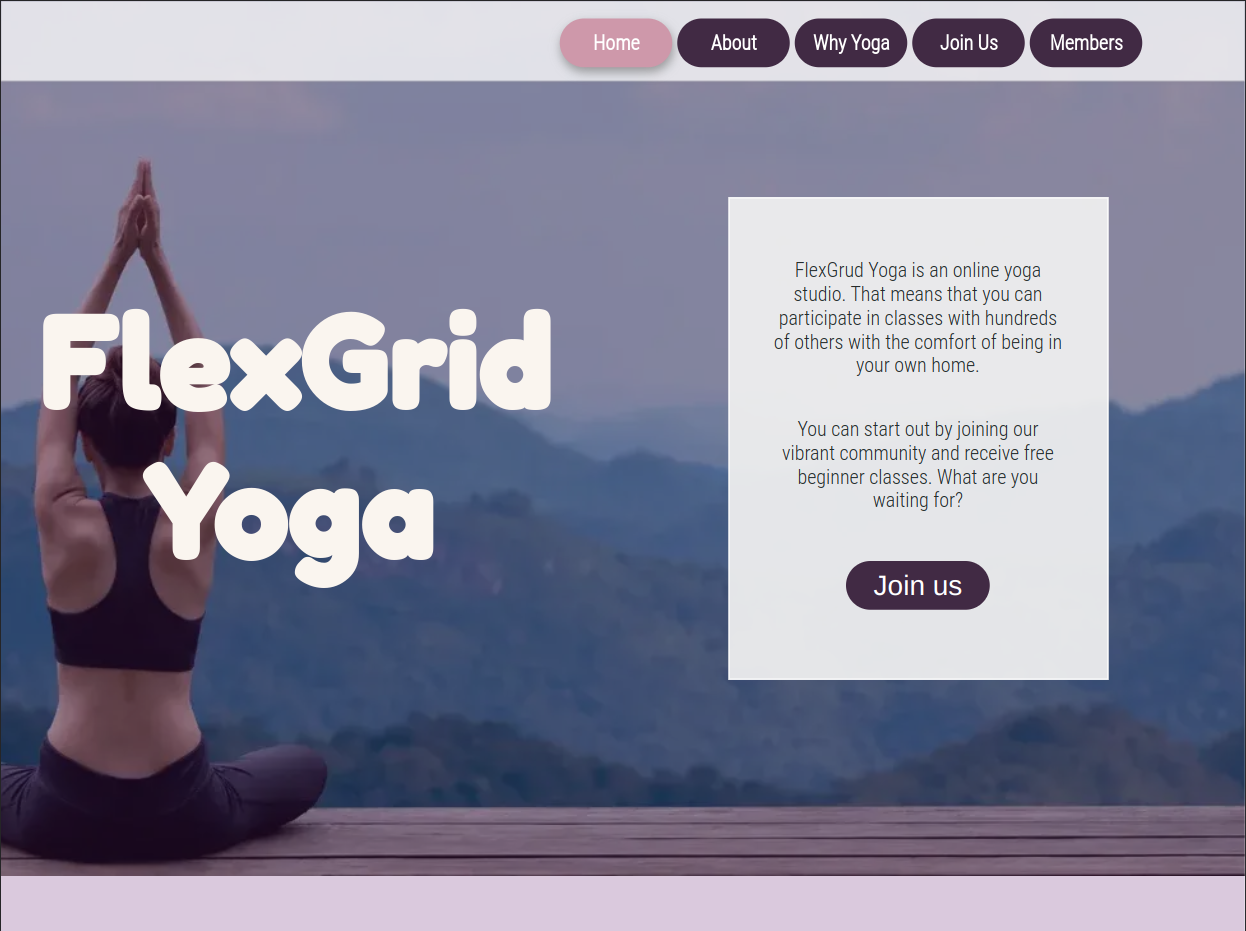 Home
About
Why Yoga
Join Us
Members
FlexGrid
Yoga
FlexGrud Yoga is an online yoga
studio. That means that you can
participate in classes with hundreds
of others with the comfort of being in
your own home.
You can start out by joining our
vibrant community and receive free
beginner classes. What are you
waiting for?
Join us